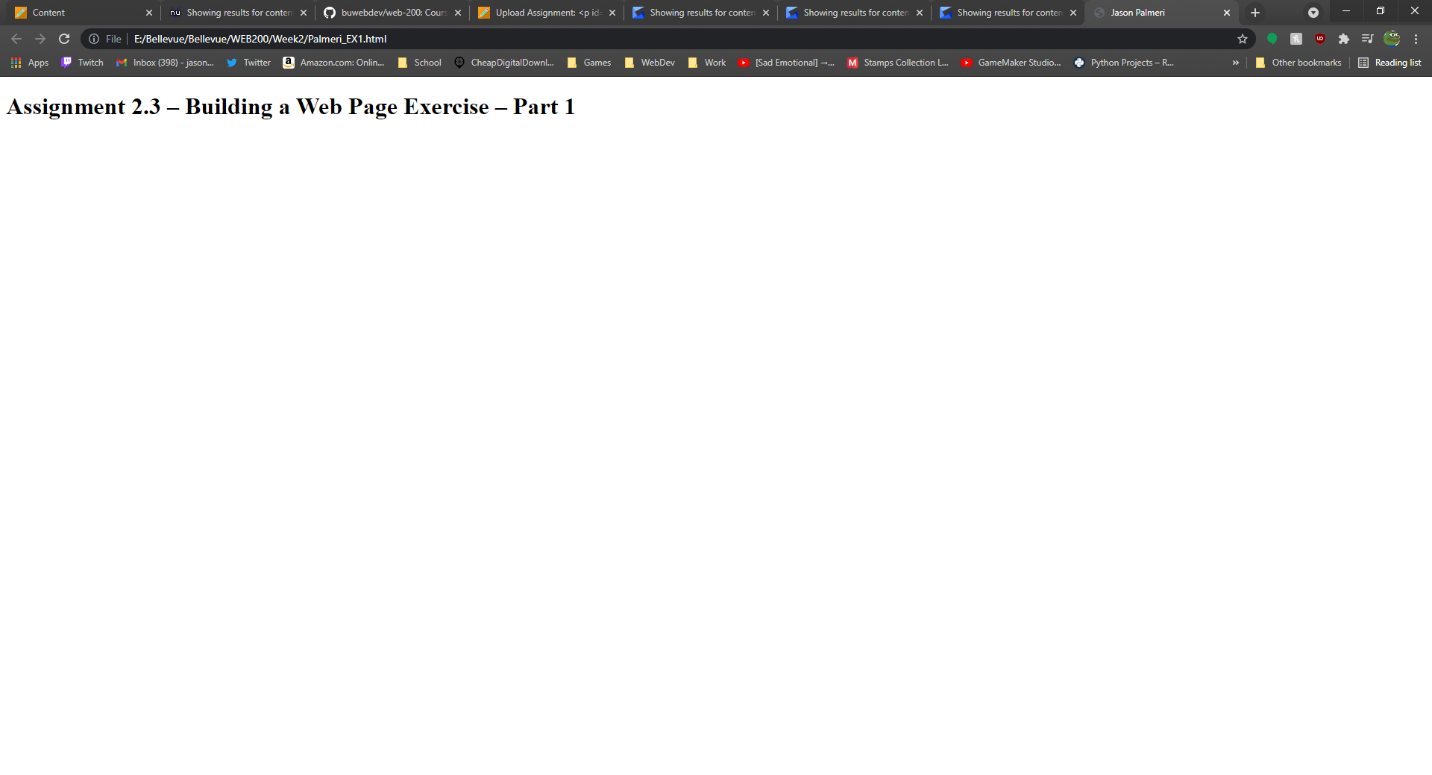 Content
nu Showing results for conten
buwebdev/web-200: Cours
Upload Assignment: <p id
Showing results for conten
Showing results for conten
Showing results for conten
Jason Palmeri
File E:/Bellevue/Bellevue/WEB200/Week2/Palmeri_EX1.html
Apps Twitch Inbox (398) - jason... Twitter Amazon.com: Onlin... School CheapDigitalDownl... Games WebDev Work [Sad Emotional] →... M Stamps Collection L... GameMaker Studio... Python Projects – R... » Other bookmarks Reading list
Assignment 2.3 – Building a Web Page Exercise – Part 1